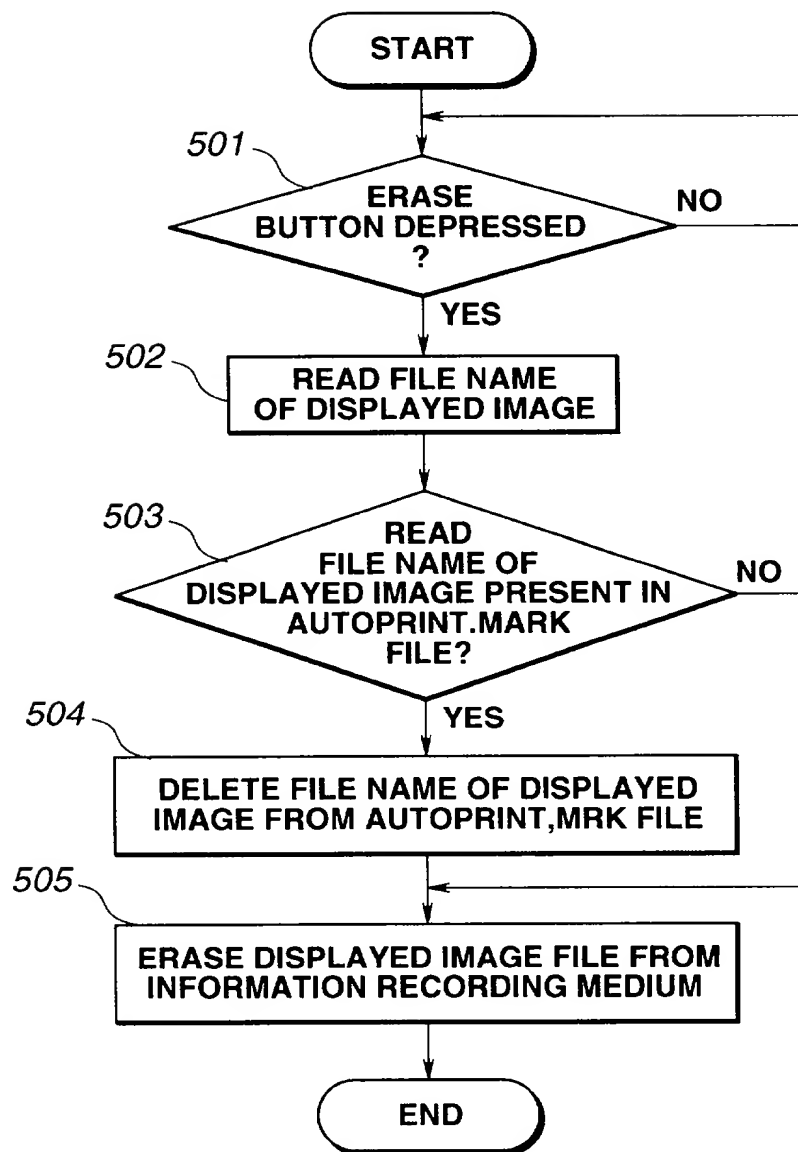 START
501
ERASE
BUTTON DEPRESSED
?
NO
YES
502
READ FILE NAME
OF DISPLAYED IMAGE
503
READ
FILE NAME OF
DISPLAYED IMAGE PRESENT IN
AUTOPRINT.MARK
FILE?
NO
YES
504
DELETE FILE NAME OF DISPLAYED
IMAGE FROM AUTOPRINT,MRK FILE
505
ERASE DISPLAYED IMAGE FILE FROM
INFORMATION RECORDING MEDIUM
END